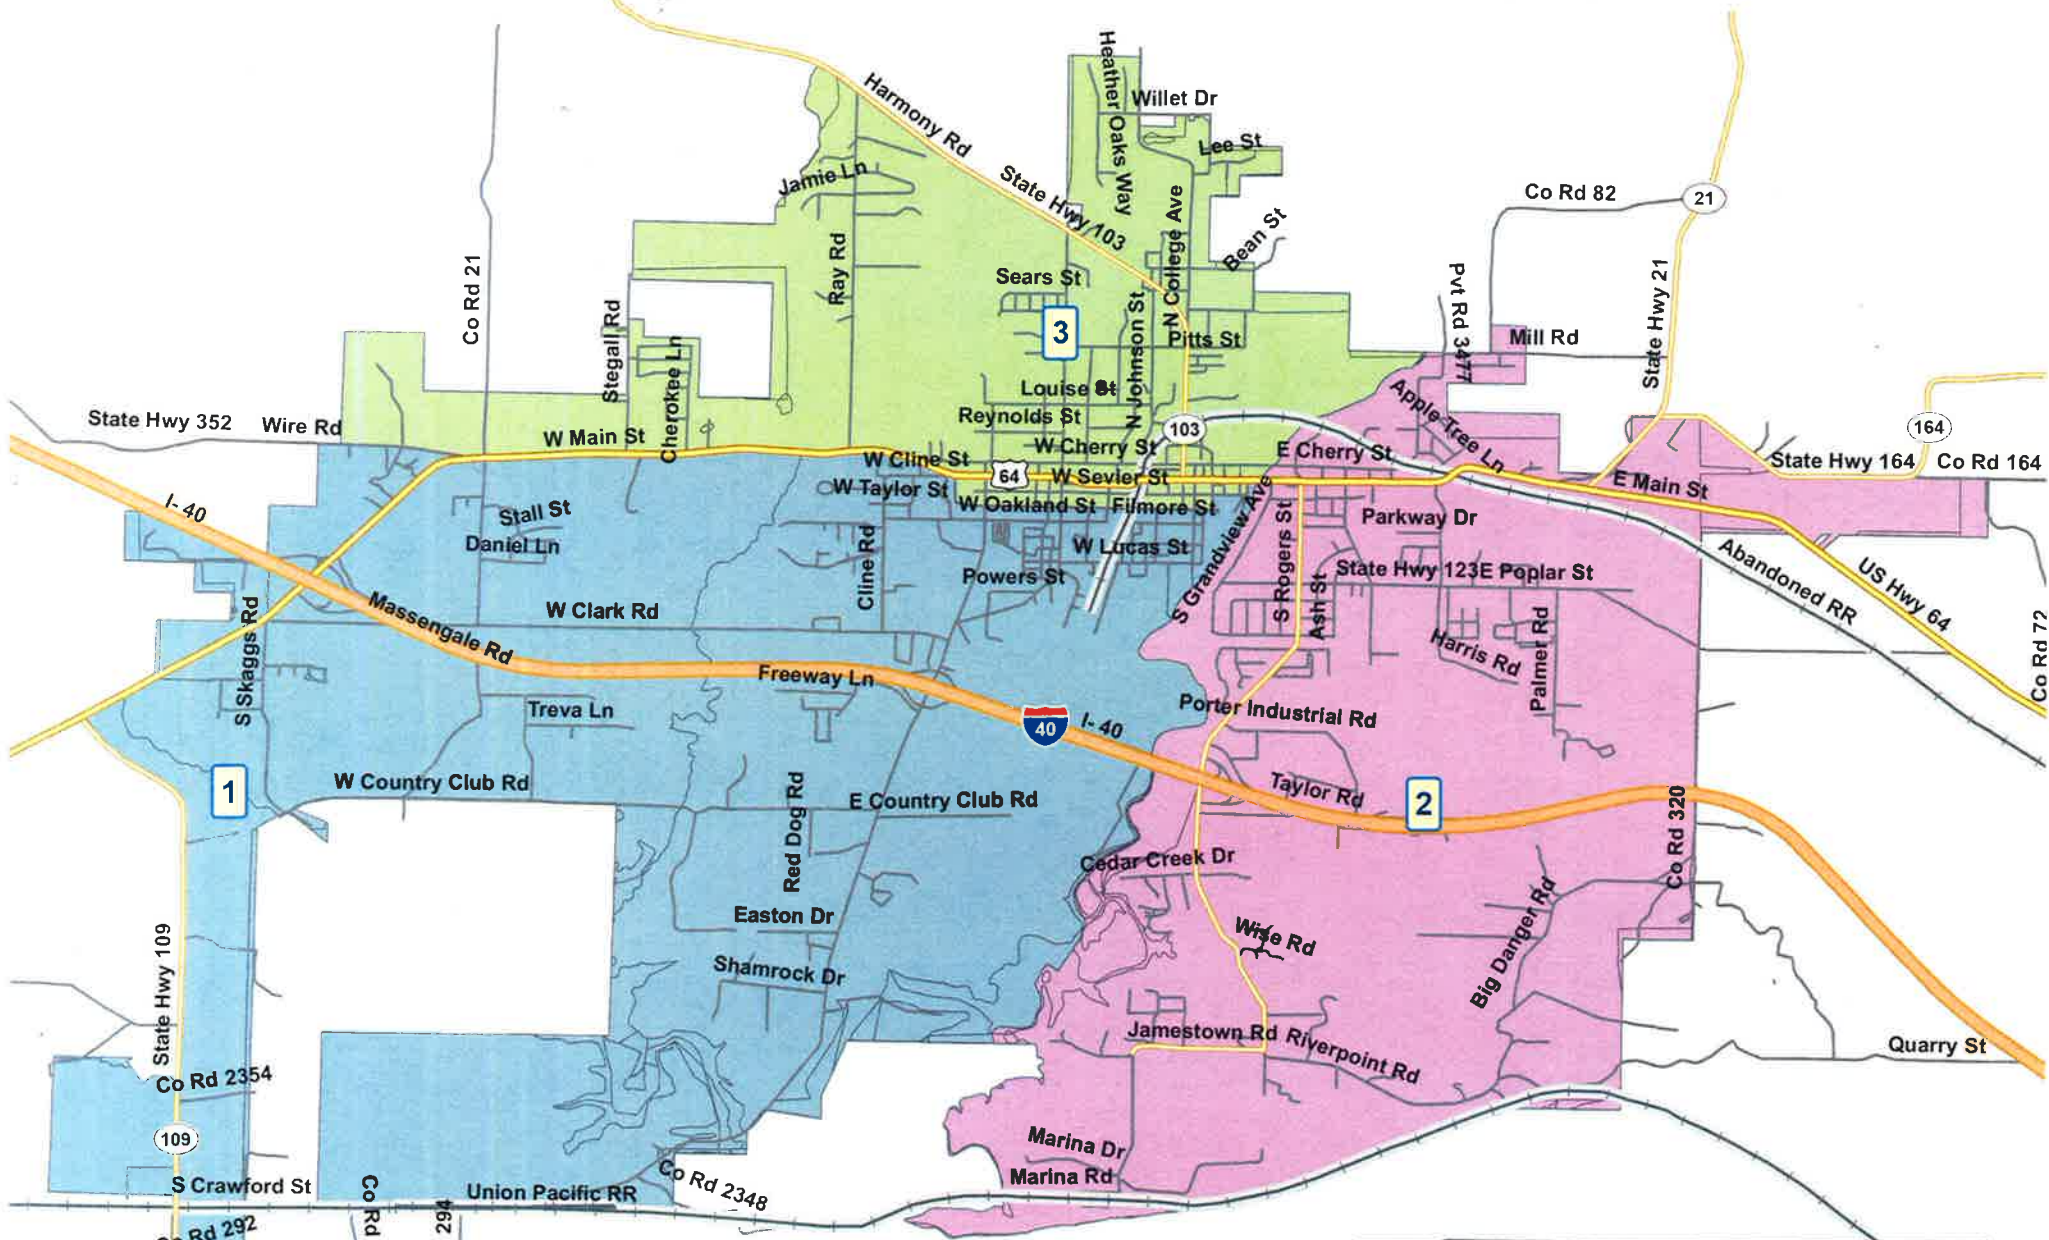 Heather Oaks Way
Willet Dr
Harmony Rd
Lee St
Jamie Ln
State Hwy 103
N College Ave
Bean St
Co Rd 82
21
Co Rd 21
Ray Rd
Sears St
Pvt Rd 3477
State Hwy 21
Stegall Rd
3
N Johnson St
Pitts St
Mill Rd
Cherokee Ln
Louise St
Apple Tree Ln
Reynolds St
State Hwy 352
Wire Rd
W Main St
W Cherry St
103
E Cherry St
164
W Cline St
64
W Sevier St
State Hwy 164
Co Rd 164
I- 40
W Taylor St
W Oakland St
Filmore St
E Main St
Stall St
Parkway Dr
Daniel Ln
Cline Rd
W Lucas St
S Grandview Ave
S Rogers St
Abandoned RR
Powers St
State Hwy 123
E Poplar St
US Hwy 64
Massengale Rd
W Clark Rd
Ash St
S Skaggs Rd
Harris Rd
Palmer Rd
Co Rd 72
Freeway Ln
Treva Ln
40
I- 40
Porter Industrial Rd
1
W Country Club Rd
Red Dog Rd
E Country Club Rd
Taylor Rd
2
Co Rd 320
Cedar Creek Dr
Easton Dr
Wise Rd
Big Danger Rd
State Hwy 109
Shamrock Dr
Jamestown Rd
Riverpoint Rd
Quarry St
Co Rd 2354
109
Marina Dr
S Crawford St
Co Rd
294
Union Pacific RR
Co Rd 2348
Marina Rd
Co Rd 292